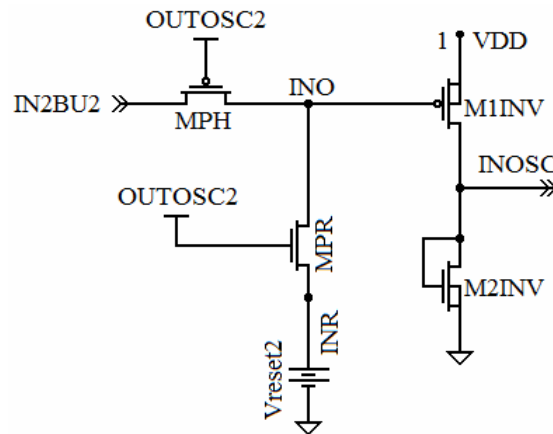 OUTOSC2
1 VDD
IN2BU2
INO
MPH
M1INV
INOSC
OUTOSC2
MPR
M2INV
INR
Vreset2